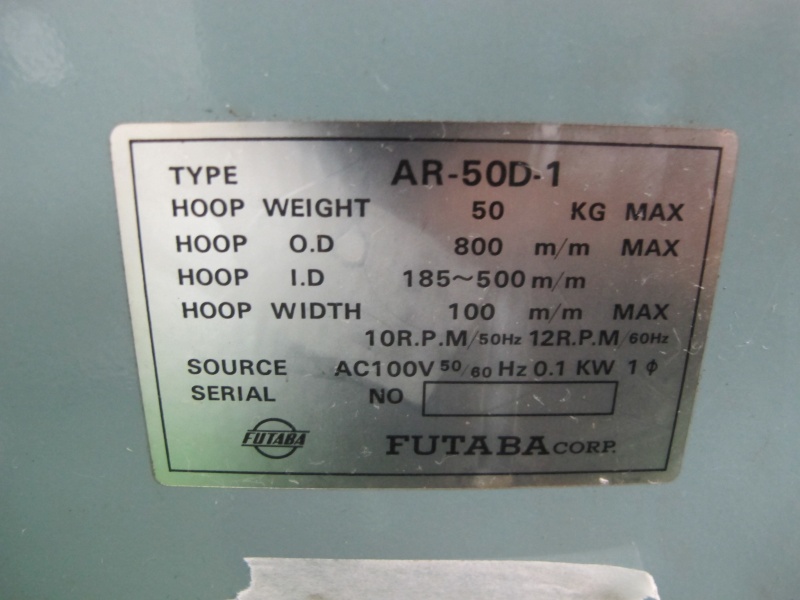 TYPE AR-50D-1
HOOP WEIGHT 50 KG MAX
HOOP O.D 800 m/m MAX
HOOP I.D 185~500 m/m
HOOP WIDTH 100 m/m MAX
10R.P.M/50Hz 12R.P.M/60Hz
SOURCE AC100V 50/60 Hz 0.1 KW 1 ϕ
SERIAL NO
FUTABA FUTABA CORP.